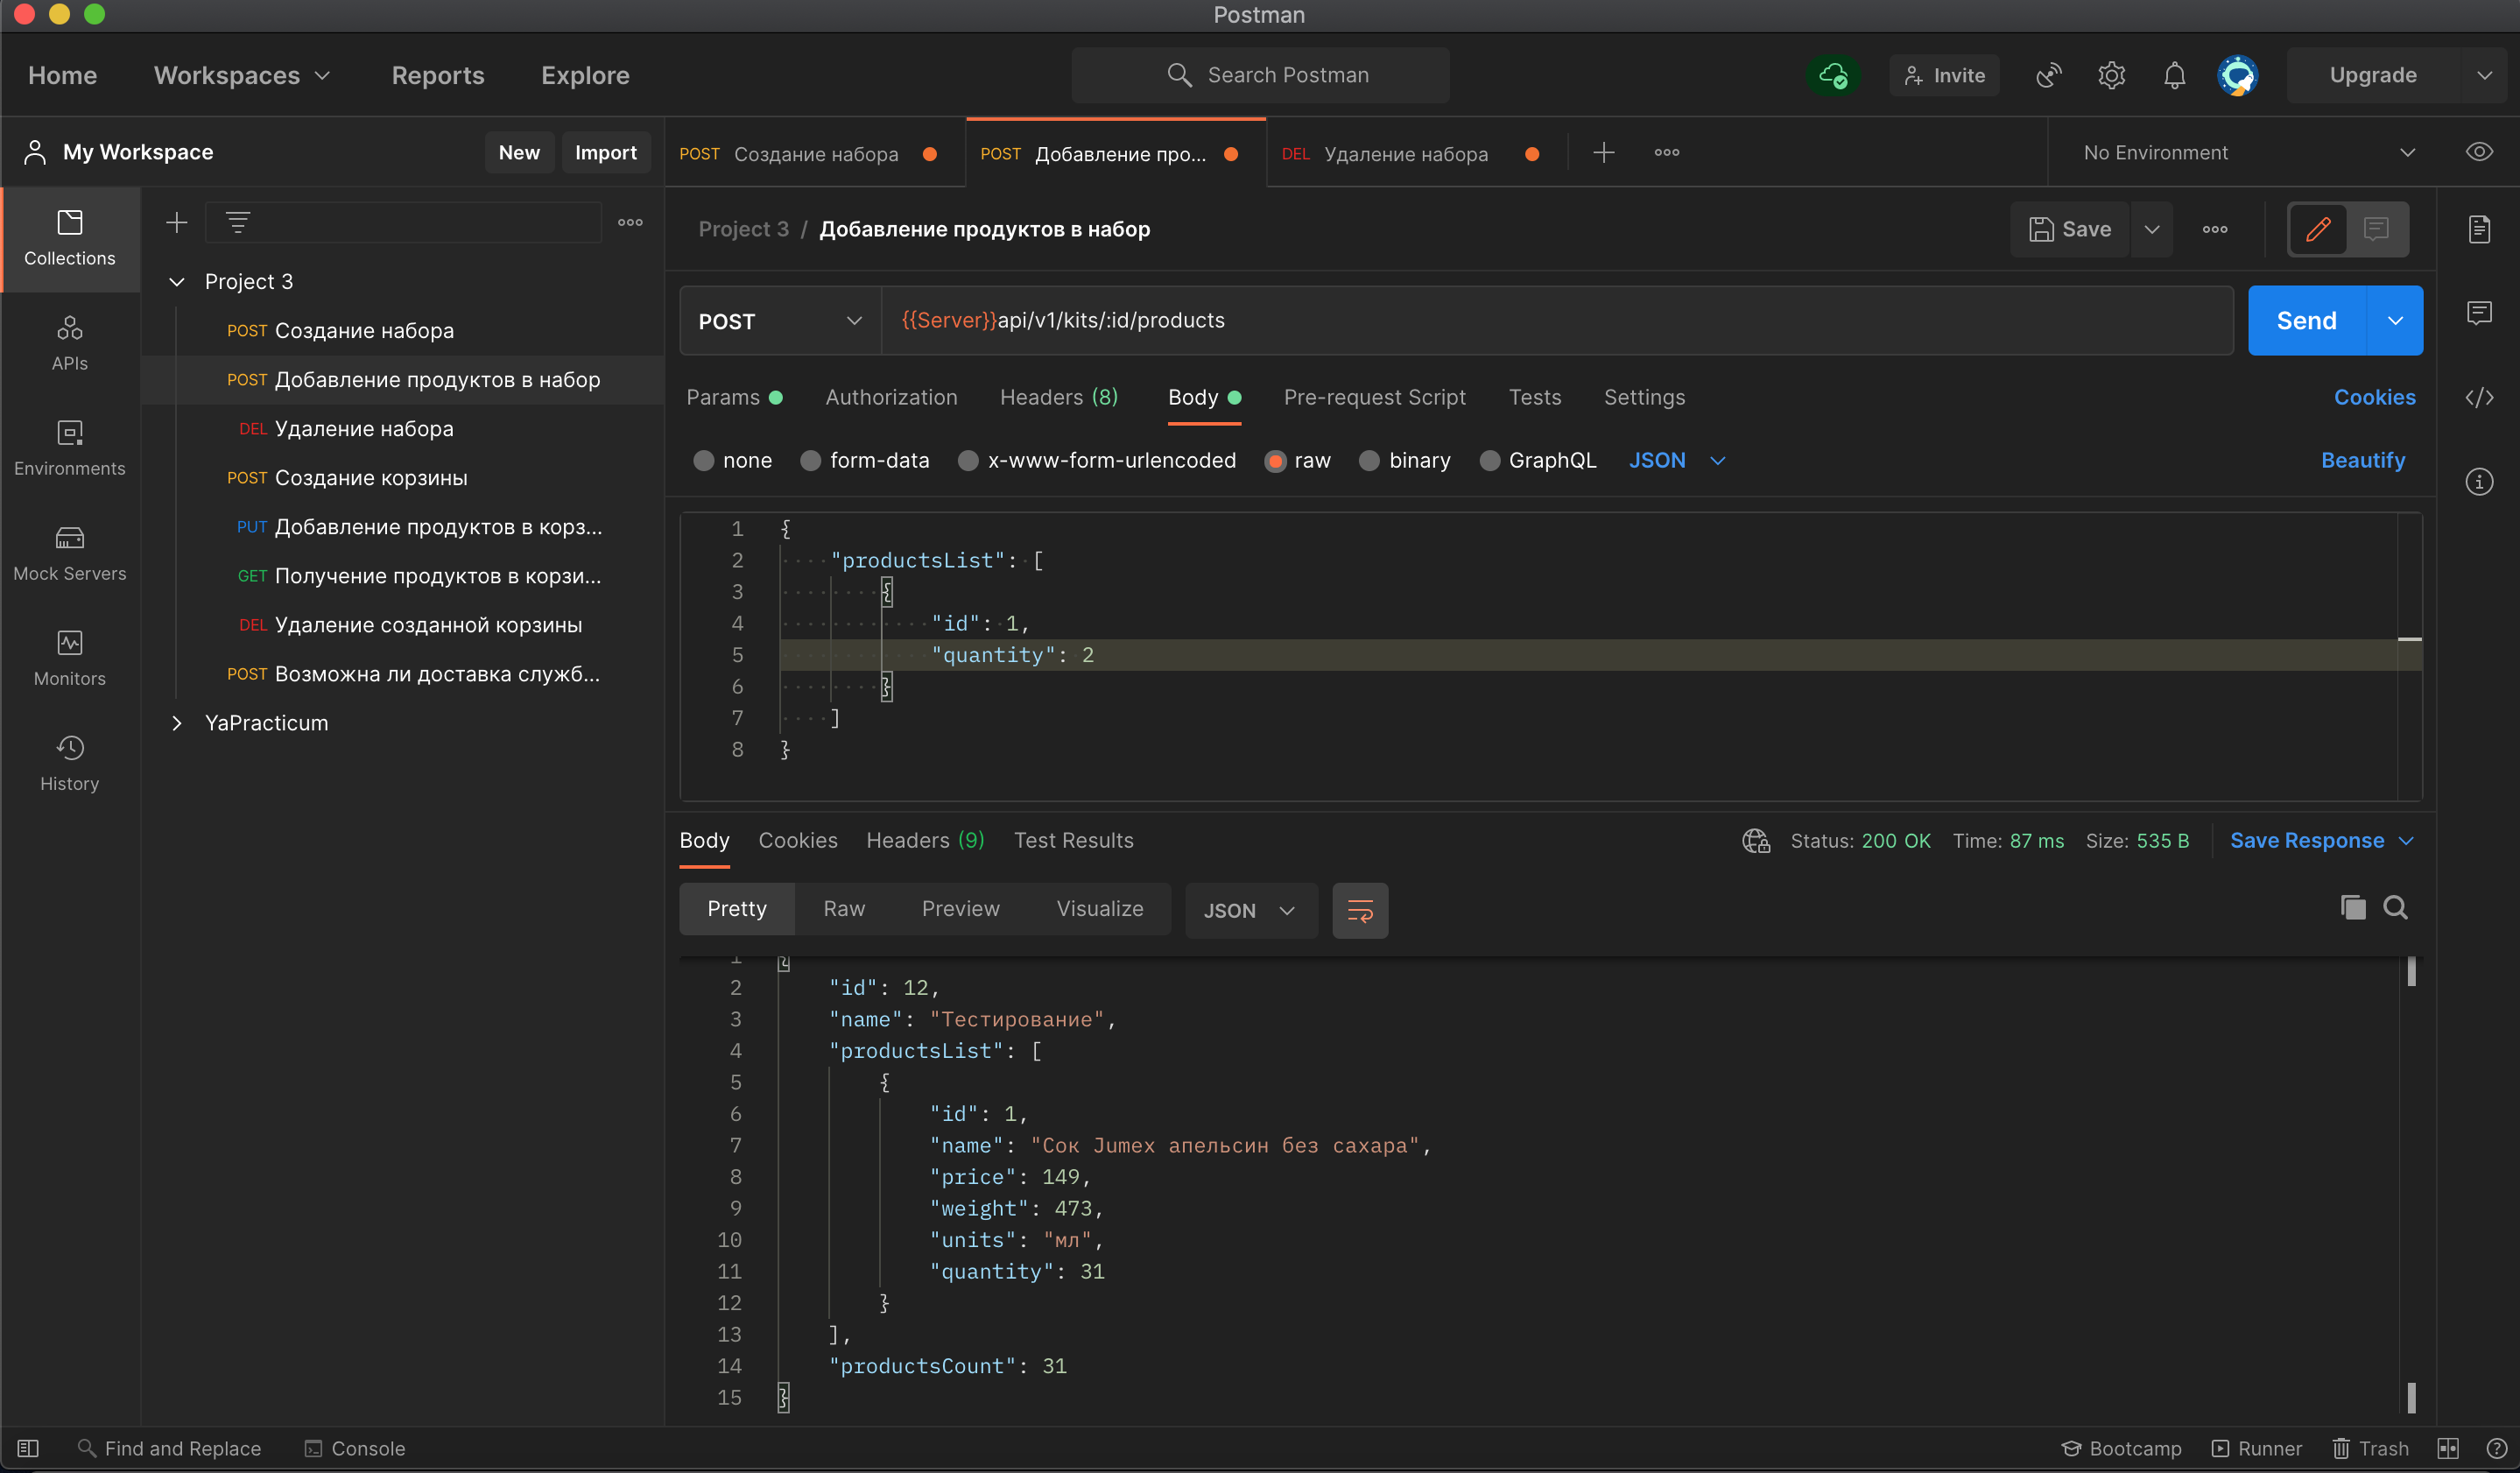 Postman
Home Workspaces Reports Explore Search Postman Invite Upgrade
My Workspace New Import
POST Создание набора POST Добавление про... DEL Удаление набора No Environment
Collections
APIs
Environments
Mock Servers
Monitors
History
Project 3
POST Создание набора
POST Добавление продуктов в набор
DEL Удаление набора
POST Создание корзины
PUT Добавление продуктов в корз...
GET Получение продуктов в корзи...
DEL Удаление созданной корзины
POST Возможна ли доставка служб...
YaPracticum
Project 3 / Добавление продуктов в набор Save
POST {{Server}}api/v1/kits/:id/products Send
Params Authorization Headers (8) Body Pre-request Script Tests Settings Cookies
none form-data x-www-form-urlencoded raw binary GraphQL JSON Beautify
1 {
2 "productsList": [
3 {
4 "id": 1,
5 "quantity": 2
6 }
7 ]
8 }
Body Cookies Headers (9) Test Results Status: 200 OK Time: 87 ms Size: 535 B Save Response
Pretty Raw Preview Visualize JSON
1 {
2 "id": 12,
3 "name": "Тестирование",
4 "productsList": [
5 {
6 "id": 1,
7 "name": "Сок Jumex апельсин без сахара",
8 "price": 149,
9 "weight": 473,
10 "units": "мл",
11 "quantity": 31
12 }
13 ],
14 "productsCount": 31
15 }
Find and Replace Console Bootcamp Runner Trash